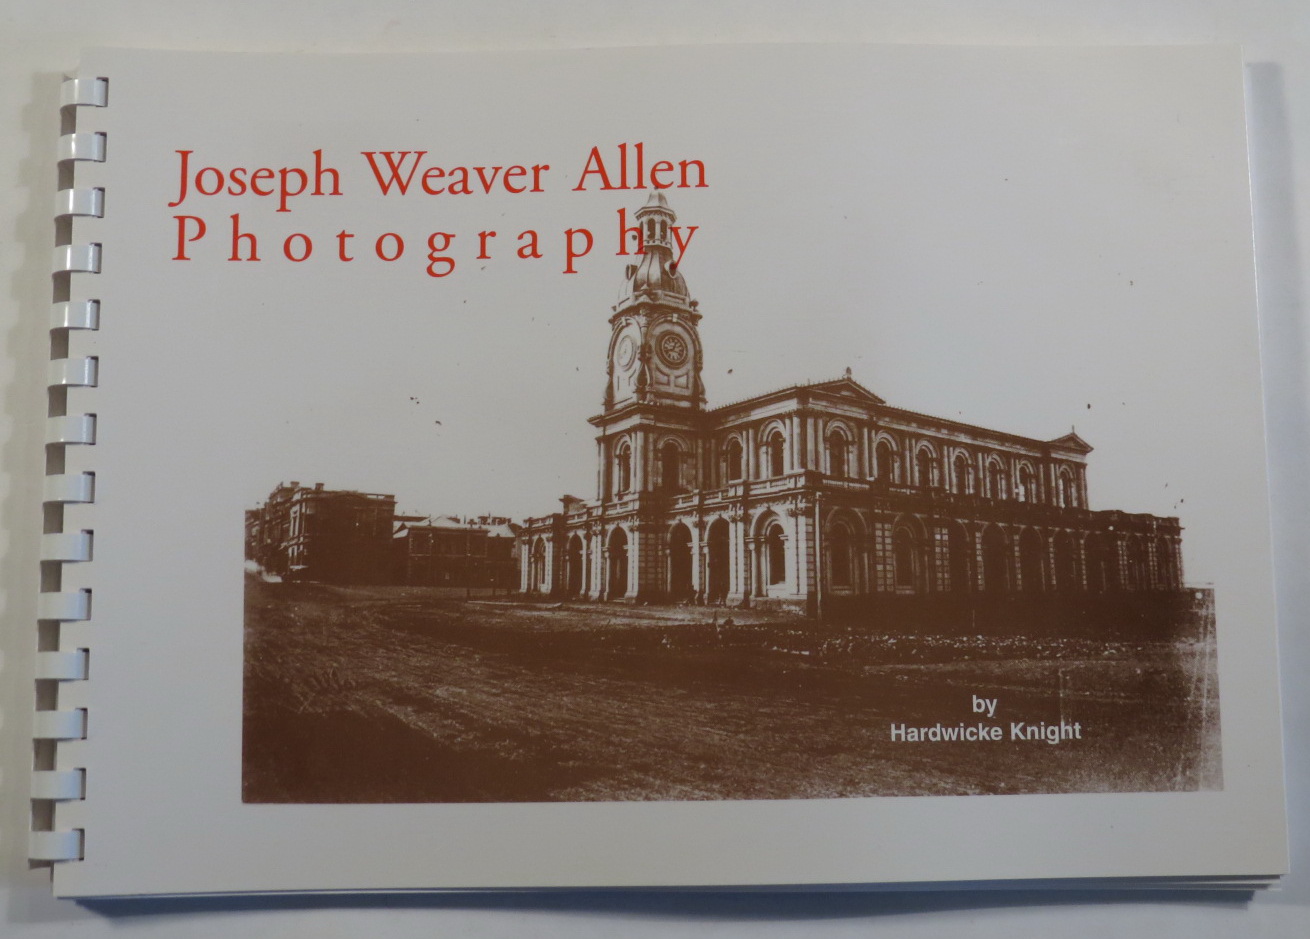 Joseph Weaver Allen
Photography
by
Hardwicke Knight